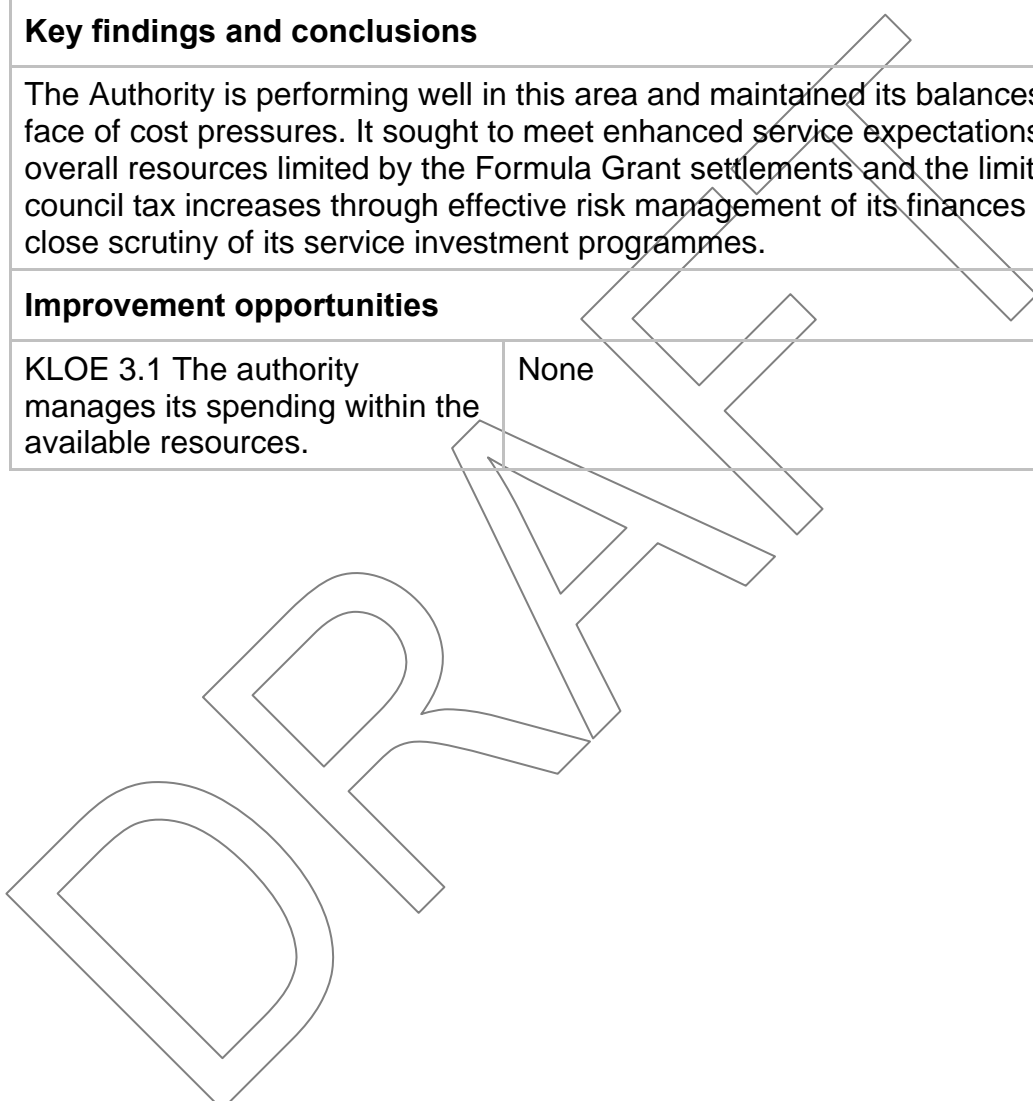 Key findings and conclusions
The Authority is performing well in this area and maintained its balances
face of cost pressures. It sought to meet enhanced service expectations
overall resources limited by the Formula Grant settlements and the limit
council tax increases through effective risk management of its finances
close scrutiny of its service investment programmes.
Improvement opportunities
KLOE 3.1 The authority
manages its spending within the
available resources.
None
DRAFT